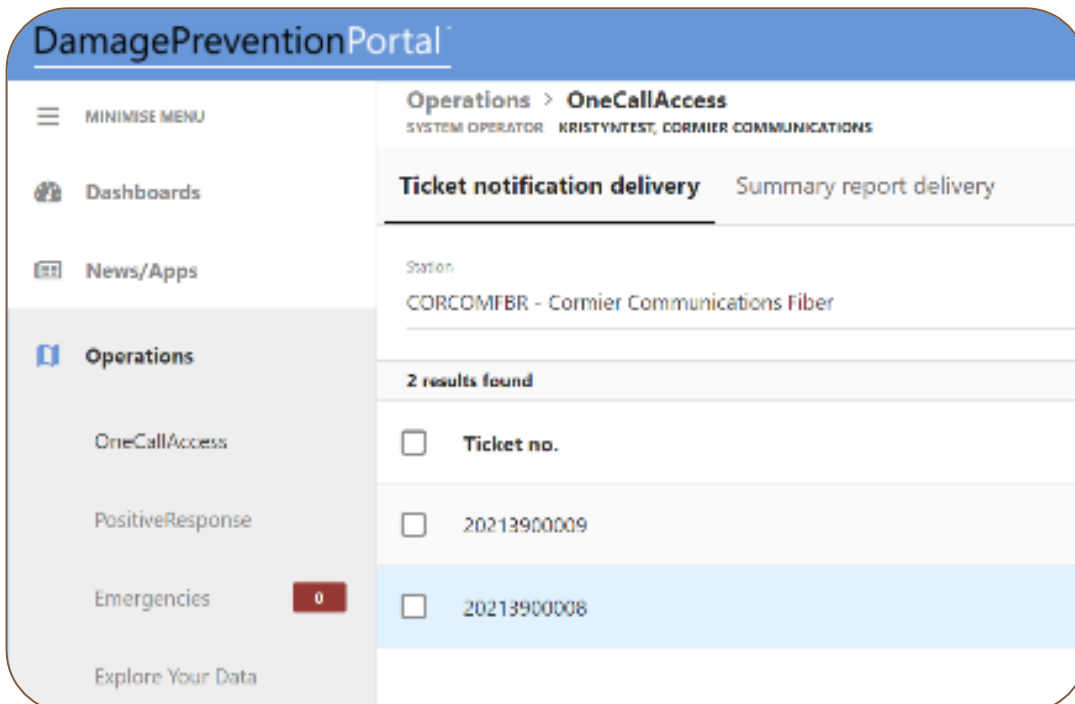 DamagePreventionPortal
MINIMISE MENU
Dashboards
News/Apps
Operations
OneCallAccess
PositiveResponse
Emergencies 0
Explore Your Data
Operations > OneCallAccess
SYSTEM OPERATOR KRISTYNTEST, CORMIER COMMUNICATIONS
Ticket notification delivery Summary report delivery
Station
CORCOMFBR - Cormier Communications Fiber
2 results found
Ticket no.
20213900009
20213900008